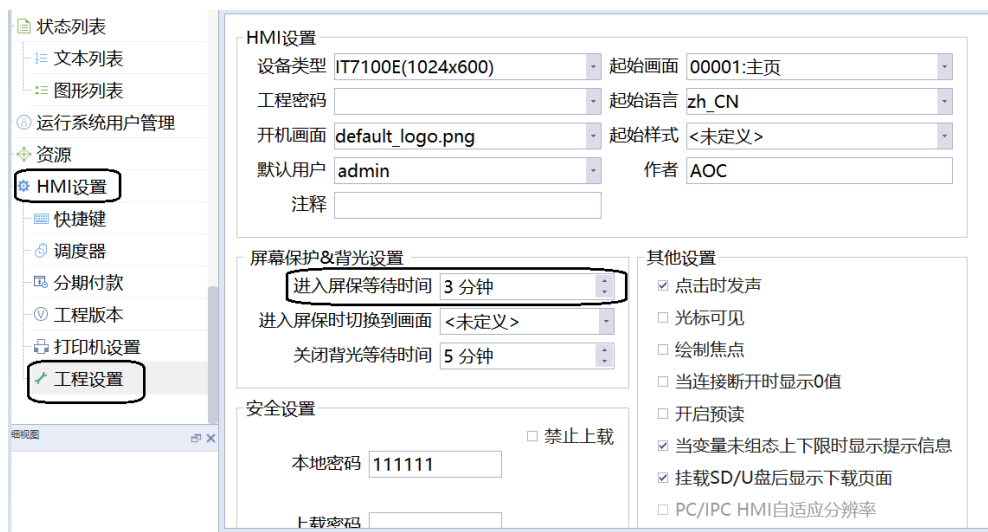 状态列表
文本列表
图形列表
运行系统用户管理
资源
HMI设置
快捷键
调度器
分期付款
工程版本
打印机设置
工程设置
细视图
HMI设置
设备类型 IT7100E(1024x600) 起始画面 00001:主页
工程密码 起始语言 zh_CN
开机画面 default_logo.png 起始样式 <未定义>
默认用户 admin 作者 AOC
注释
屏幕保护&背光设置
进入屏保等待时间 3 分钟
进入屏保时切换到画面 <未定义>
关闭背光等待时间 5 分钟
安全设置
禁止上载
本地密码 111111
上载密码
其他设置
点击时发声
光标可见
绘制焦点
当连接断开时显示0值
开启预读
当变量未组态上下限时显示提示信息
挂载SD/U盘后显示下载页面
PC/IPC HMI自适应分辨率